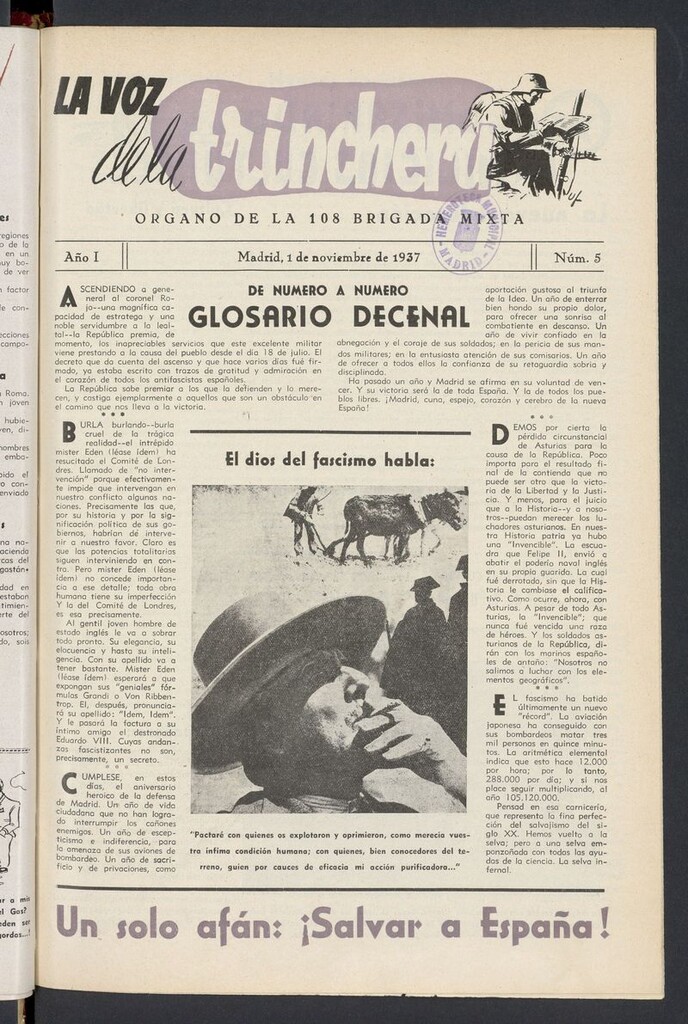 LA VOZ
de la
trinchera
ORGANO DE LA 108 BRIGADA MIXTA
HEMEROTECA MUNICIPAL
MADRID
Año I
Madrid, 1 de noviembre de 1937
Núm. 5
DE NUMERO A NUMERO
GLOSARIO DECENAL
ASCENDIENDO a gene-
neral al coronel Ro-
jo--una magnífica ca-
pacidad de estratega y una
noble servidumbre a la leal-
tad--la República premia, de
momento, los inapreciables servicios que este excelente militar
viene prestando a la causa del pueblo desde el día 18 de julio. El
decreto que da cuenta del ascenso y que hace varios días fué fir-
mado, ya estaba escrito con trazos de gratitud y admiración en
el corazón de todos los antifascistas españoles.
La República sabe premiar a los que la defienden y la mere-
cen, y castiga ejemplarmente a aquellos que son un obstáculo en
el camino que nos lleva a la victoria.
* * *
BURLA burlando--burla
cruel de la trágica
realidad--el intrépido
mister Eden (léase ídem) ha
resucitado el Comité de Lon-
dres. Llamado de "no inter-
vención" porque efectivamen-
te impide que intervengan en
nuestro conflicto algunas na-
ciones. Precisamente las que,
por su historia y por la sig-
nificación política de sus go-
biernos, habrían de interve-
nir a nuestro favor. Claro es
que las potencias totalitarias
siguen interviniendo en con-
tra. Pero mister Eden (léase
ídem) no concede importan-
cia a ese detalle; toda obra
humana tiene su imperfección
Y la del Comité de Londres,
es esa precisamente.
Al gentil joven hombre de
estado inglés le va a sobrar
todo pronto. Su elegancia, su
elocuencia y hasta su inteli-
gencia. Con su apellido va a
tener bastante. Mister Eden
(léase Idem) esperará a que
expongan sus "geniales" fór-
mulas Grandi o Von Ribben-
trop. El, después, pronuncia-
rá su apellido: "Idem, Idem".
Y le pasará la factura a su
íntimo amigo el destronado
Eduardo VIII. Cuyas andan-
zas fascistizantes no son,
precisamente, un secreto.
* * *
CUMPLESE, en estos
días, el aniversario
heroico de la defensa
de Madrid. Un año de vida
ciudadana que no han logra-
do interrumpir los cañones
enemigos. Un año de escep-
ticismo e indiferencia, para
la amenaza de sus aviones de
bombardeo. Un año de sacri-
ficio y de privaciones, como
aportación gustosa al triunfo
de la Idea. Un año de enterrar
bien hondo su propio dolor,
para ofrecer una sonrisa al
combatiente en descanso. Un
año de vivir confiado en la
abnegación y el coraje de sus soldados; en la pericia de sus man-
dos militares; en la entusiasta atención de sus comisarios. Un año
de ofrecer a todos ellos la confianza de su retaguardia sobria y
disciplinada.
Ha pasado un año y Madrid se afirma en su voluntad de ven-
cer. Y su victoria será la de toda España. Y la de todos los pue-
blos libres. ¡Madrid, cuna, espejo, corazón y cerebro de la nueva
España!
El dios del fascismo habla:
"Pactaré con quienes os explotaron y oprimieron, como merecía vues-
tra ínfima condición humana; con quienes, bien conocedores del te-
rreno, guien por cauces de eficacia mi acción purificadora..."
* * *
DEMOS por cierta la
pérdida circunstancial
de Asturias para la
causa de la República. Poco
importa para el resultado fi-
nal de la contienda que no
puede ser otro que la victo-
ria de la Libertad y la Justi-
cia. Y menos, para el juicio
que a la Historia--y a noso-
tros--puedan merecer los lu-
chadores asturianos. En nues-
tra Historia patria ya hubo
una "Invencible". La escua-
dra que Felipe II, envió a
abatir el poderío naval inglés
en su propia guarida. La cual
fué derrotada, sin que la His-
toria le cambiase el califica-
tivo. Como ocurre, ahora, con
Asturias. A pesar de todo As-
turias, la "Invencible"; que
nunca fué vencida una raza
de héroes. Y los soldados as-
turianos de la República, di-
rán con los marinos españo-
les de antaño: "Nosotros no
salimos a luchar con los ele-
mentos geográficos".
* * *
EL fascismo ha batido
últimamente un nuevo
"récord". La aviación
japonesa ha conseguido con
sus bombardeos matar tres
mil personas en quince minu-
tos. La aritmética elemental
indica que esto hace 12.000
por hora; por lo tanto,
288.000 por día; y si nos
place seguir multiplicando, al
año 105.120.000.
Pensad en esa carnicería,
que representa la fina perfec-
ción del salvajismo del si-
glo XX. Hemos vuelto a la
selva; pero a una selva em-
ponzoñada con todos las ayu-
das de la ciencia. La selva in-
fernal.
Un solo afán: ¡Salvar a España!